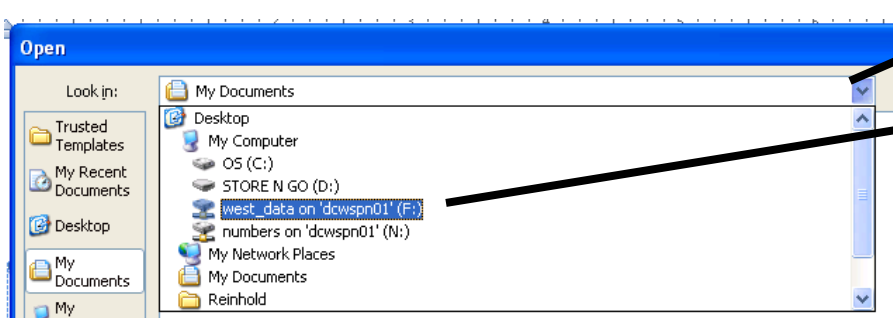 Open
Look in:
My Documents
Trusted
Templates
My Recent
Documents
Desktop
My
Documents
My
Desktop
My Computer
OS (C:)
STORE N GO (D:)
west_data on 'dcwspn01' (F:)
numbers on 'dcwspn01' (N:)
My Network Places
My Documents
Reinhold